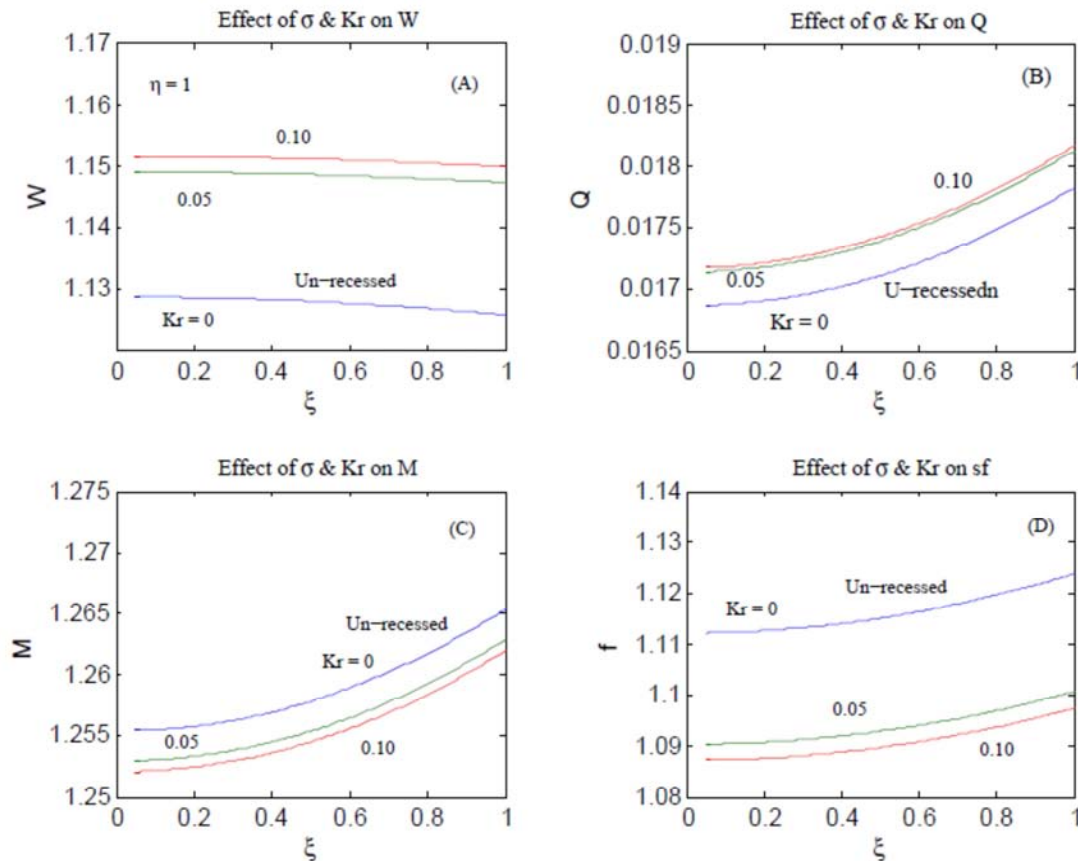 Effect of σ & Kr on W
1.17
η = 1
(A)
1.16
0.10
1.15
W
0.05
1.14
Un-recessed
1.13
Kr = 0
0 0.2 0.4 0.6 0.8 1
ξ
Effect of σ & Kr on Q
0.019
(B)
0.0185
0.018
0.10
Q
0.0175
0.05
0.017
U-recessedn
Kr = 0
0.0165
0 0.2 0.4 0.6 0.8 1
ξ
Effect of σ & Kr on M
1.275
(C)
1.27
1.265
Un-recessed
M
Kr = 0
1.26
1.255
0.05
0.10
1.25
0 0.2 0.4 0.6 0.8 1
ξ
Effect of σ & Kr on sf
1.14
(D)
1.13
Un-recessed
1.12
Kr = 0
1.11
f
1.1
0.05
1.09
0.10
1.08
0 0.2 0.4 0.6 0.8 1
ξ